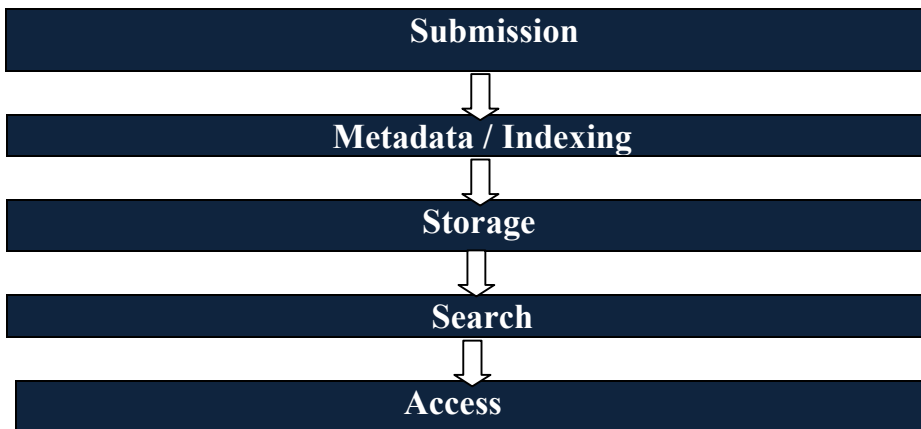 Submission
Metadata / Indexing
Storage
Search
Access